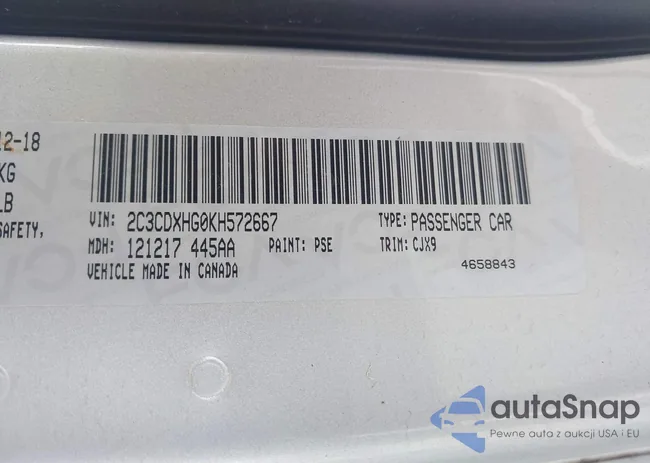 12-18
KG
LB
SAFETY,
VIN: 2C3CDXHG0KH572667 TYPE: PASSENGER CAR
MDH: 121217 445AA PAINT: PSE TRIM: CJX9
VEHICLE MADE IN CANADA 4658843
autaSnap
Pewne auta z aukcji USA i EU